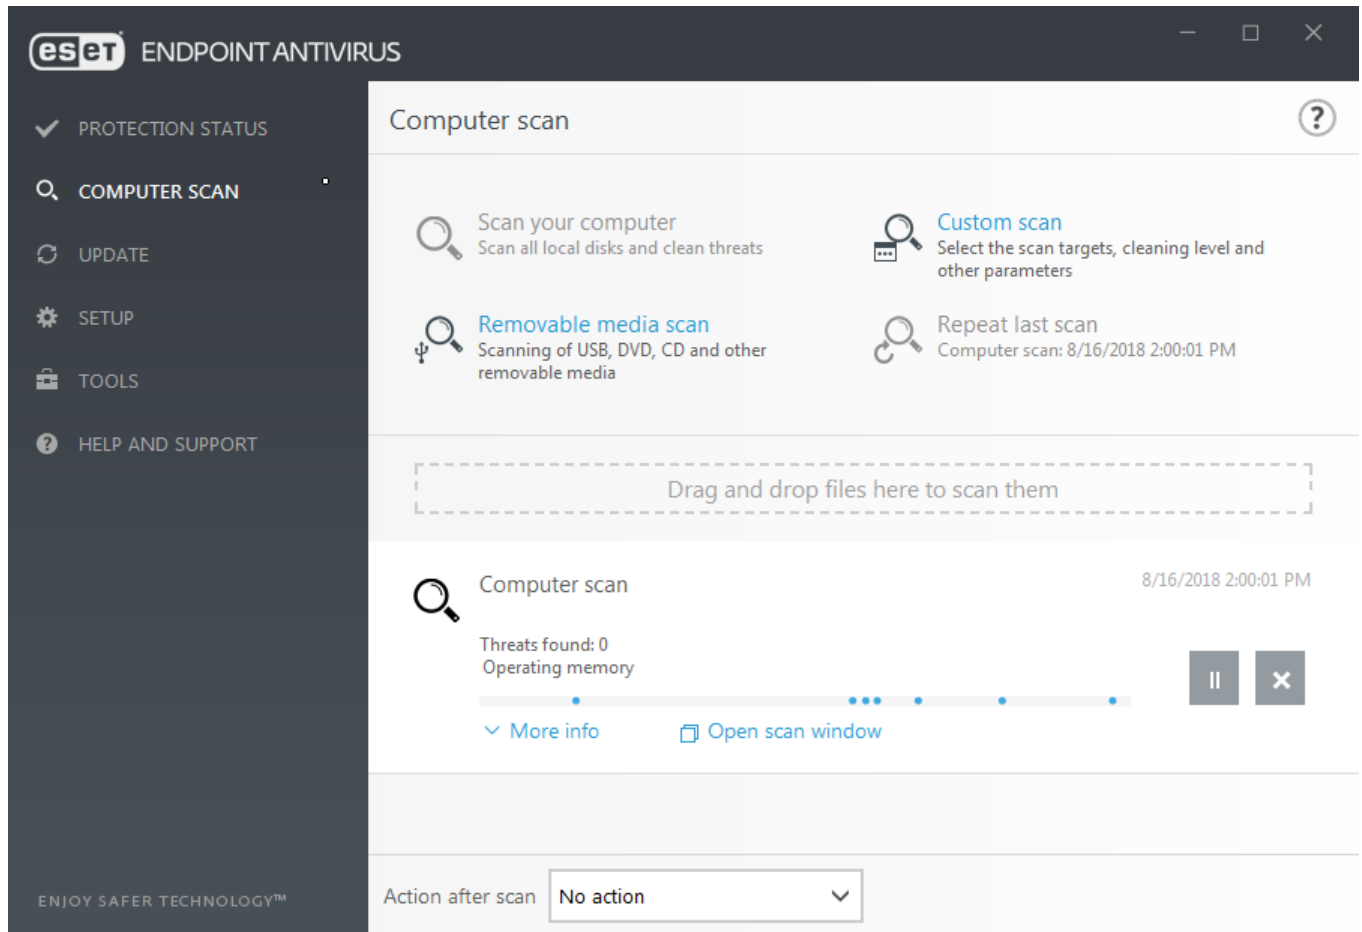 eset ENDPOINT ANTIVIRUS
PROTECTION STATUS
COMPUTER SCAN
UPDATE
SETUP
TOOLS
HELP AND SUPPORT
ENJOY SAFER TECHNOLOGY™
Computer scan
?
Scan your computer
Scan all local disks and clean threats
Custom scan
Select the scan targets, cleaning level and
other parameters
Removable media scan
Scanning of USB, DVD, CD and other
removable media
Repeat last scan
Computer scan: 8/16/2018 2:00:01 PM
Drag and drop files here to scan them
Computer scan
8/16/2018 2:00:01 PM
Threats found: 0
Operating memory
More info
Open scan window
Action after scan
No action